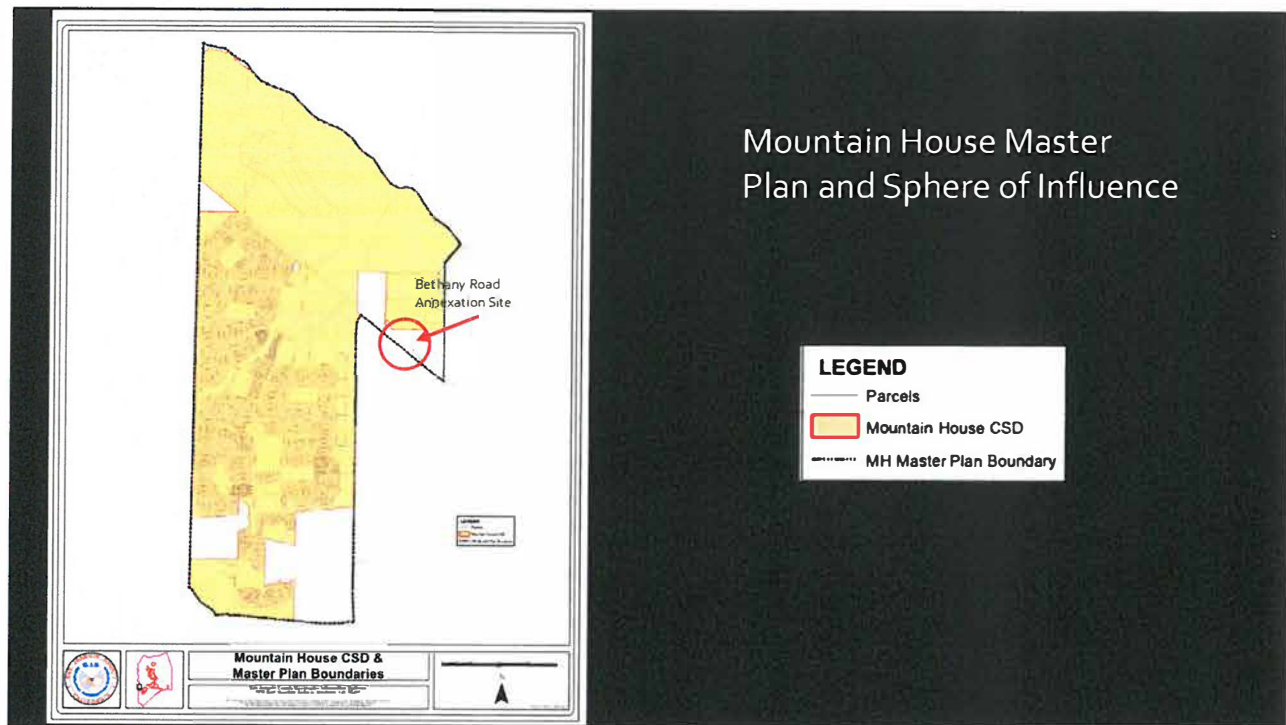 Mountain House Master
Plan and Sphere of Influence
Bethany Road
Annexation Site
LEGEND
Parcels
Mountain House CSD
MH Master Plan Boundary
LEGEND
Mountain House CSD &
Master Plan Boundaries